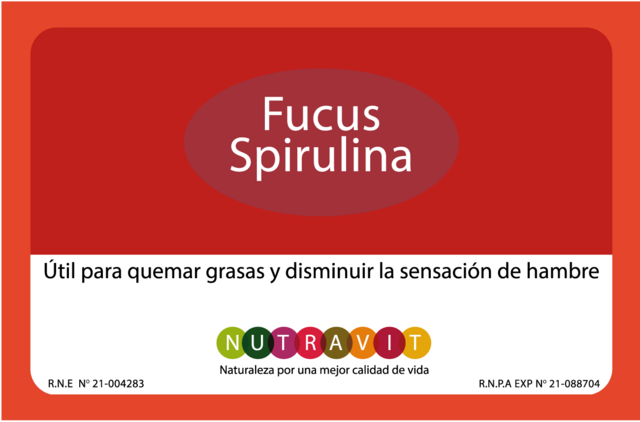 Fucus
Spirulina
Útil para quemar grasas y disminuir la sensación de hambre
NUTRAVIT
Naturaleza por una mejor calidad de vida
R.N.E Nº 21-004283
R.N.P.A EXP Nº 21-088704